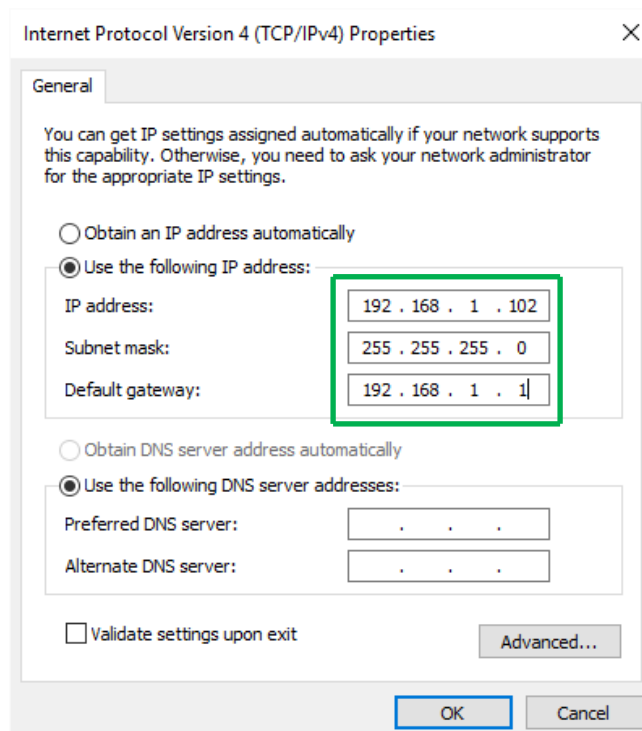 Internet Protocol Version 4 (TCP/IPv4) Properties
General
You can get IP settings assigned automatically if your network supports
this capability. Otherwise, you need to ask your network administrator
for the appropriate IP settings.
Obtain an IP address automatically
Use the following IP address:
IP address: 192 . 168 . 1 . 102
Subnet mask: 255 . 255 . 255 . 0
Default gateway: 192 . 168 . 1 . 1
Obtain DNS server address automatically
Use the following DNS server addresses:
Preferred DNS server: . . .
Alternate DNS server: . . .
Validate settings upon exit
Advanced...
OK Cancel